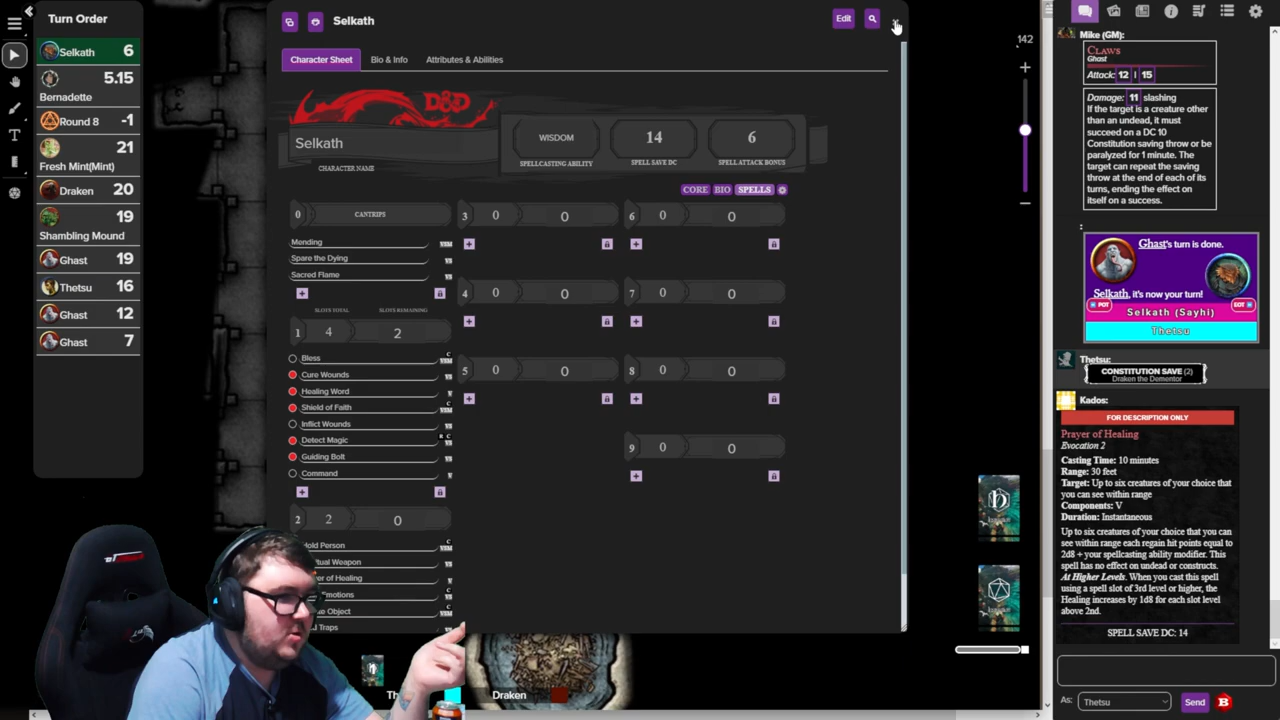 Turn Order
Selkath 6
5.15
Bernadette
Round 8 -1
21
Fresh Mint(Mint)
Draken 20
19
Shambling Mound
Ghast 19
Thetsu 16
Ghast 12
Ghast 7
Selkath
Edit
Character Sheet Bio & Info Attributes & Abilities
D&D
Selkath
CHARACTER NAME
WISDOM 14 6
SPELLCASTING ABILITY SPELL SAVE DC SPELL ATTACK BONUS
CORE BIO SPELLS
0 CANTRIPS
Mending
Spare the Dying
Sacred Flame
SLOTS TOTAL SLOTS REMAINING
1 4 2
Bless
Cure Wounds
Healing Word
Shield of Faith
Inflict Wounds
Detect Magic
Guiding Bolt
Command
2 2 0
Hold Person
Emotions
Object
Traps
3 0 0
4 0 0
5 0 0
6 0 0
7 0 0
8 0 0
9 0 0
Draken
142
Mike (GM):
CLAWS
Ghast
Attack: 12 | 15
Damage: 11 slashing
If the target is a creature other
than an undead, it must
succeed on a DC 10
Constitution saving throw or be
paralyzed for 1 minute. The
target can repeat the saving
throw at the end of each of its
turns, ending the effect on
itself on a success.
:
Ghast's turn is done.
Selkath, it's now your turn!
POT EOT
Selkath (Sayhi)
Thetsu
Thetsu:
CONSTITUTION SAVE (2)
Draken the Dementor
Kados:
FOR DESCRIPTION ONLY
Prayer of Healing
Evocation 2
Casting Time: 10 minutes
Range: 30 feet
Target: Up to six creatures of your choice that
you can see within range
Components: V
Duration: Instantaneous
Up to six creatures of your choice that you can
see within range each regain hit points equal to
2d8 + your spellcasting ability modifier. This
spell has no effect on undead or constructs.
At Higher Levels. When you cast this spell
using a spell slot of 3rd level or higher, the
Healing increases by 1d8 for each slot level
above 2nd.
SPELL SAVE DC: 14
As: Thetsu Send